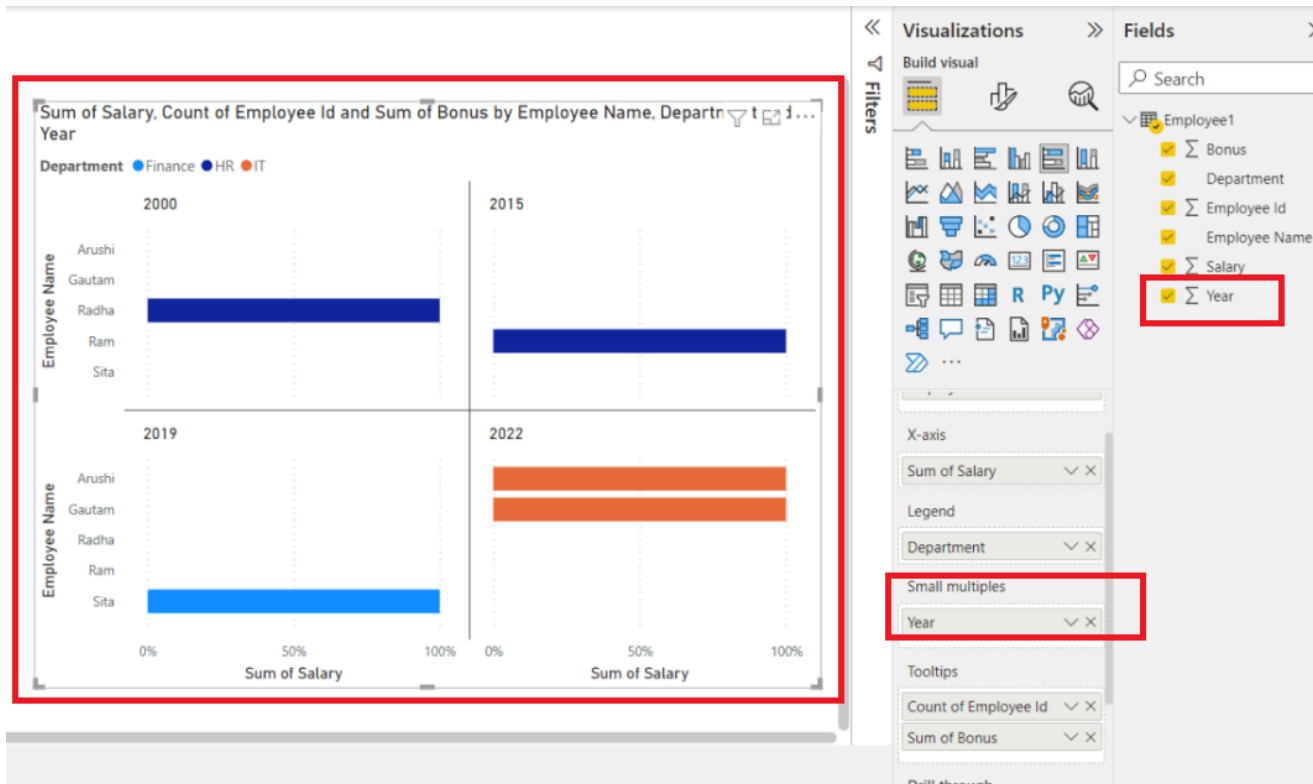 Sum of Salary, Count of Employee Id and Sum of Bonus by Employee Name, Departn
Year
Department Finance HR IT
2000
2015
Employee Name
Arushi
Gautam
Radha
Ram
Sita
2019
2022
Employee Name
Arushi
Gautam
Radha
Ram
Sita
0% 50% 100%
0% 50% 100%
Sum of Salary
Sum of Salary
Filters
Visualizations
Build visual
123
R
Py
X-axis
Sum of Salary
Legend
Department
Small multiples
Year
Tooltips
Count of Employee Id
Sum of Bonus
Drill through
Fields
Search
Employee1
Σ Bonus
Department
Σ Employee Id
Employee Name
Σ Salary
Σ Year